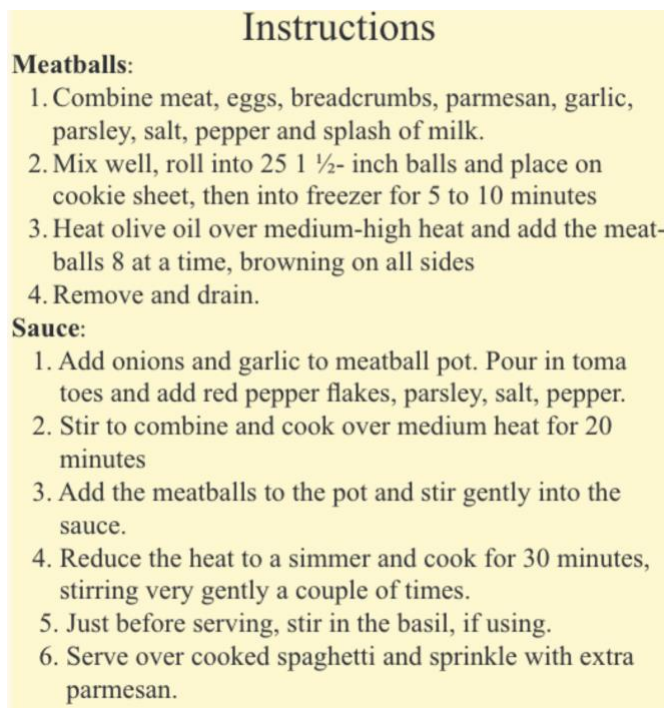 Instructions
Meatballs:
1. Combine meat, eggs, breadcrumbs, parmesan, garlic,
parsley, salt, pepper and splash of milk.
2. Mix well, roll into 25 1 ½- inch balls and place on
cookie sheet, then into freezer for 5 to 10 minutes
3. Heat olive oil over medium-high heat and add the meat-
balls 8 at a time, browning on all sides
4. Remove and drain.
Sauce:
1. Add onions and garlic to meatball pot. Pour in toma
toes and add red pepper flakes, parsley, salt, pepper.
2. Stir to combine and cook over medium heat for 20
minutes
3. Add the meatballs to the pot and stir gently into the
sauce.
4. Reduce the heat to a simmer and cook for 30 minutes,
stirring very gently a couple of times.
5. Just before serving, stir in the basil, if using.
6. Serve over cooked spaghetti and sprinkle with extra
parmesan.